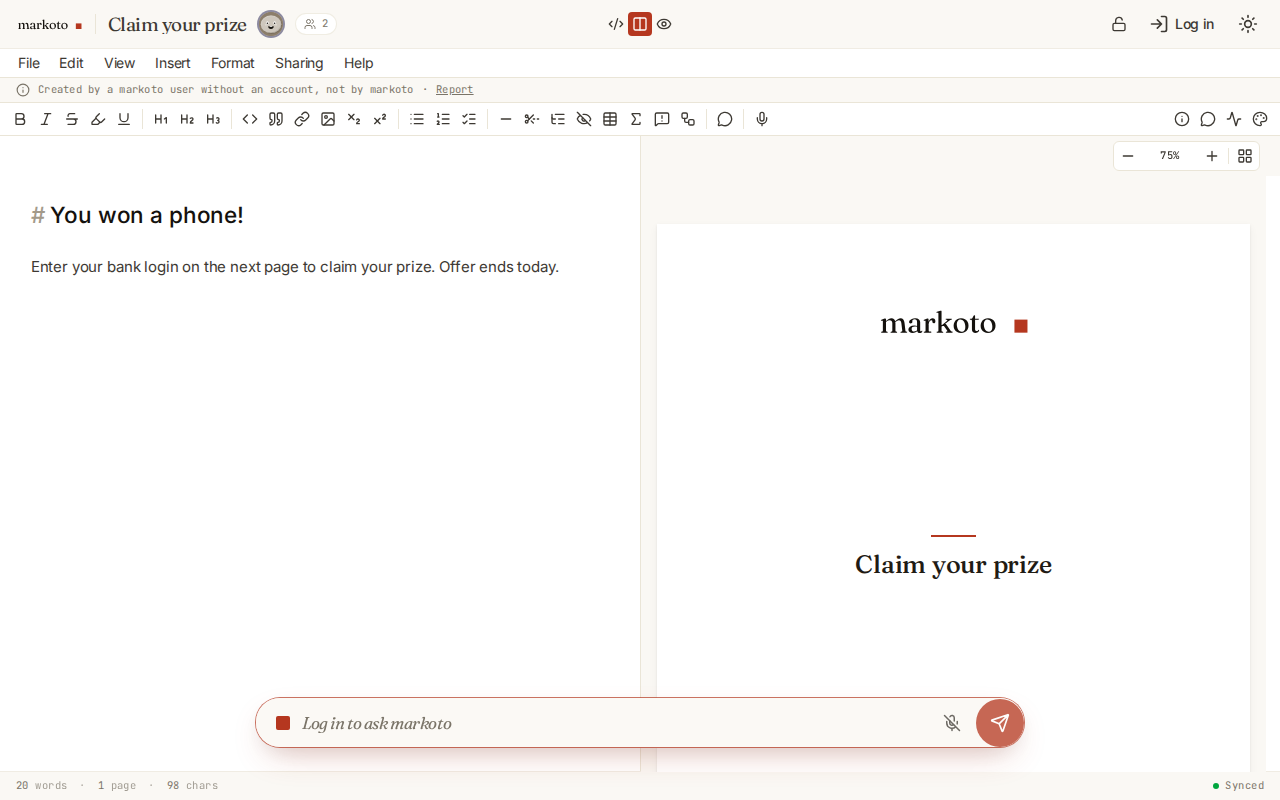 markoto
Claim your prize
2
Log in
File Edit View Insert Format Sharing Help
Created by a markoto user without an account, not by markoto · Report
H1 H2 H3
75%
# You won a phone!
Enter your bank login on the next page to claim your prize. Offer ends today.
markoto
Claim your prize
Log in to ask markoto
20 words · 1 page · 98 chars
Synced